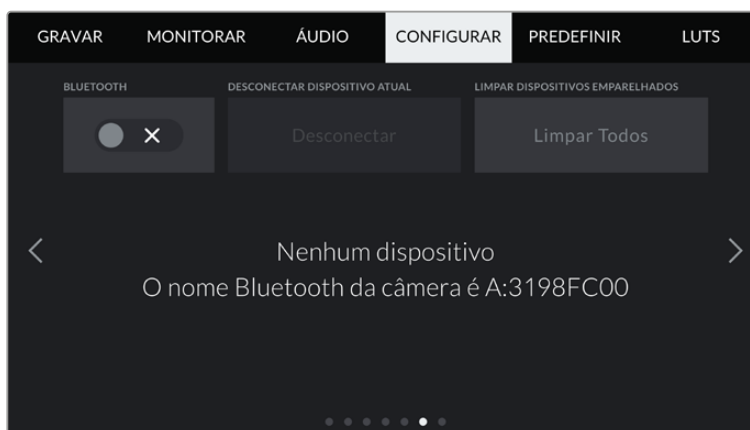 GRAVAR MONITORAR ÁUDIO CONFIGURAR PREDEFINIR LUTS
BLUETOOTH DESCONECTAR DISPOSITIVO ATUAL LIMPAR DISPOSITIVOS EMPARELHADOS
Desconectar Limpar Todos
Nenhum dispositivo
O nome Bluetooth da câmera é A:3198FC00